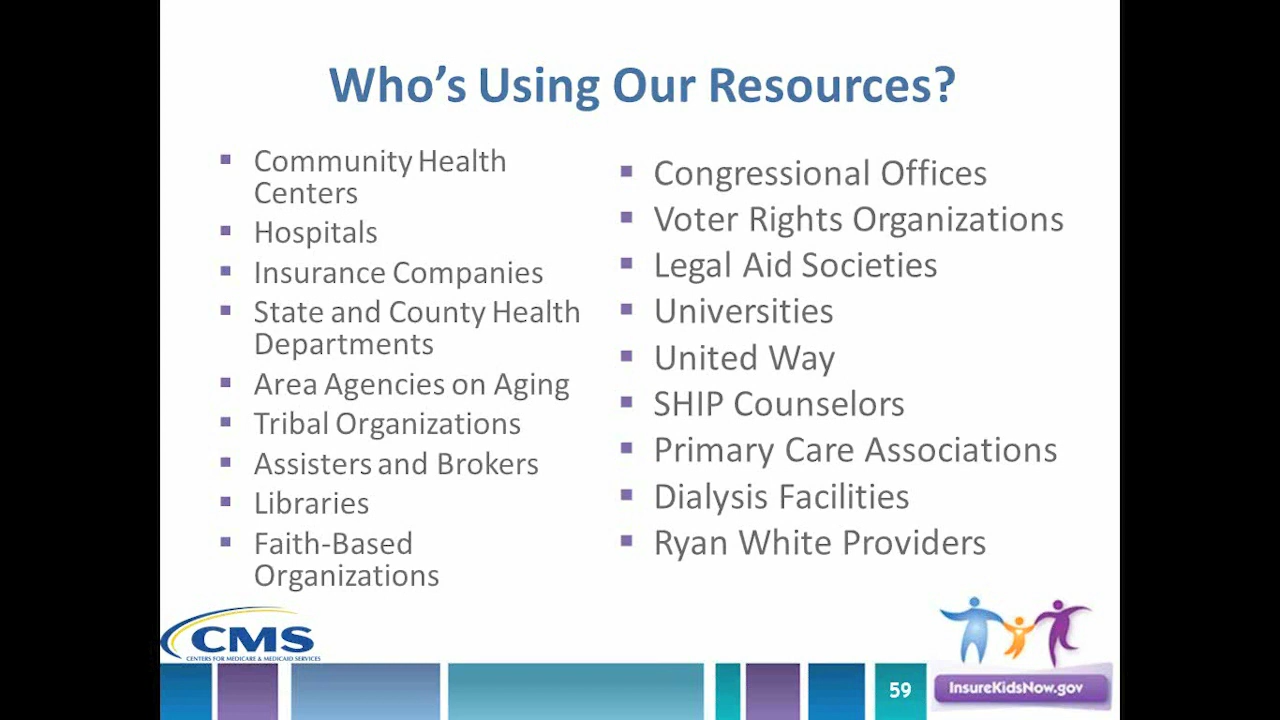 Who's Using Our Resources?
▪ Community Health
Centers
▪ Hospitals
▪ Insurance Companies
▪ State and County Health
Departments
▪ Area Agencies on Aging
▪ Tribal Organizations
▪ Assisters and Brokers
▪ Libraries
▪ Faith-Based
Organizations
▪ Congressional Offices
▪ Voter Rights Organizations
▪ Legal Aid Societies
▪ Universities
▪ United Way
▪ SHIP Counselors
▪ Primary Care Associations
▪ Dialysis Facilities
▪ Ryan White Providers
CMS
CENTERS FOR MEDICARE & MEDICAID SERVICES
59
InsureKidsNow.gov